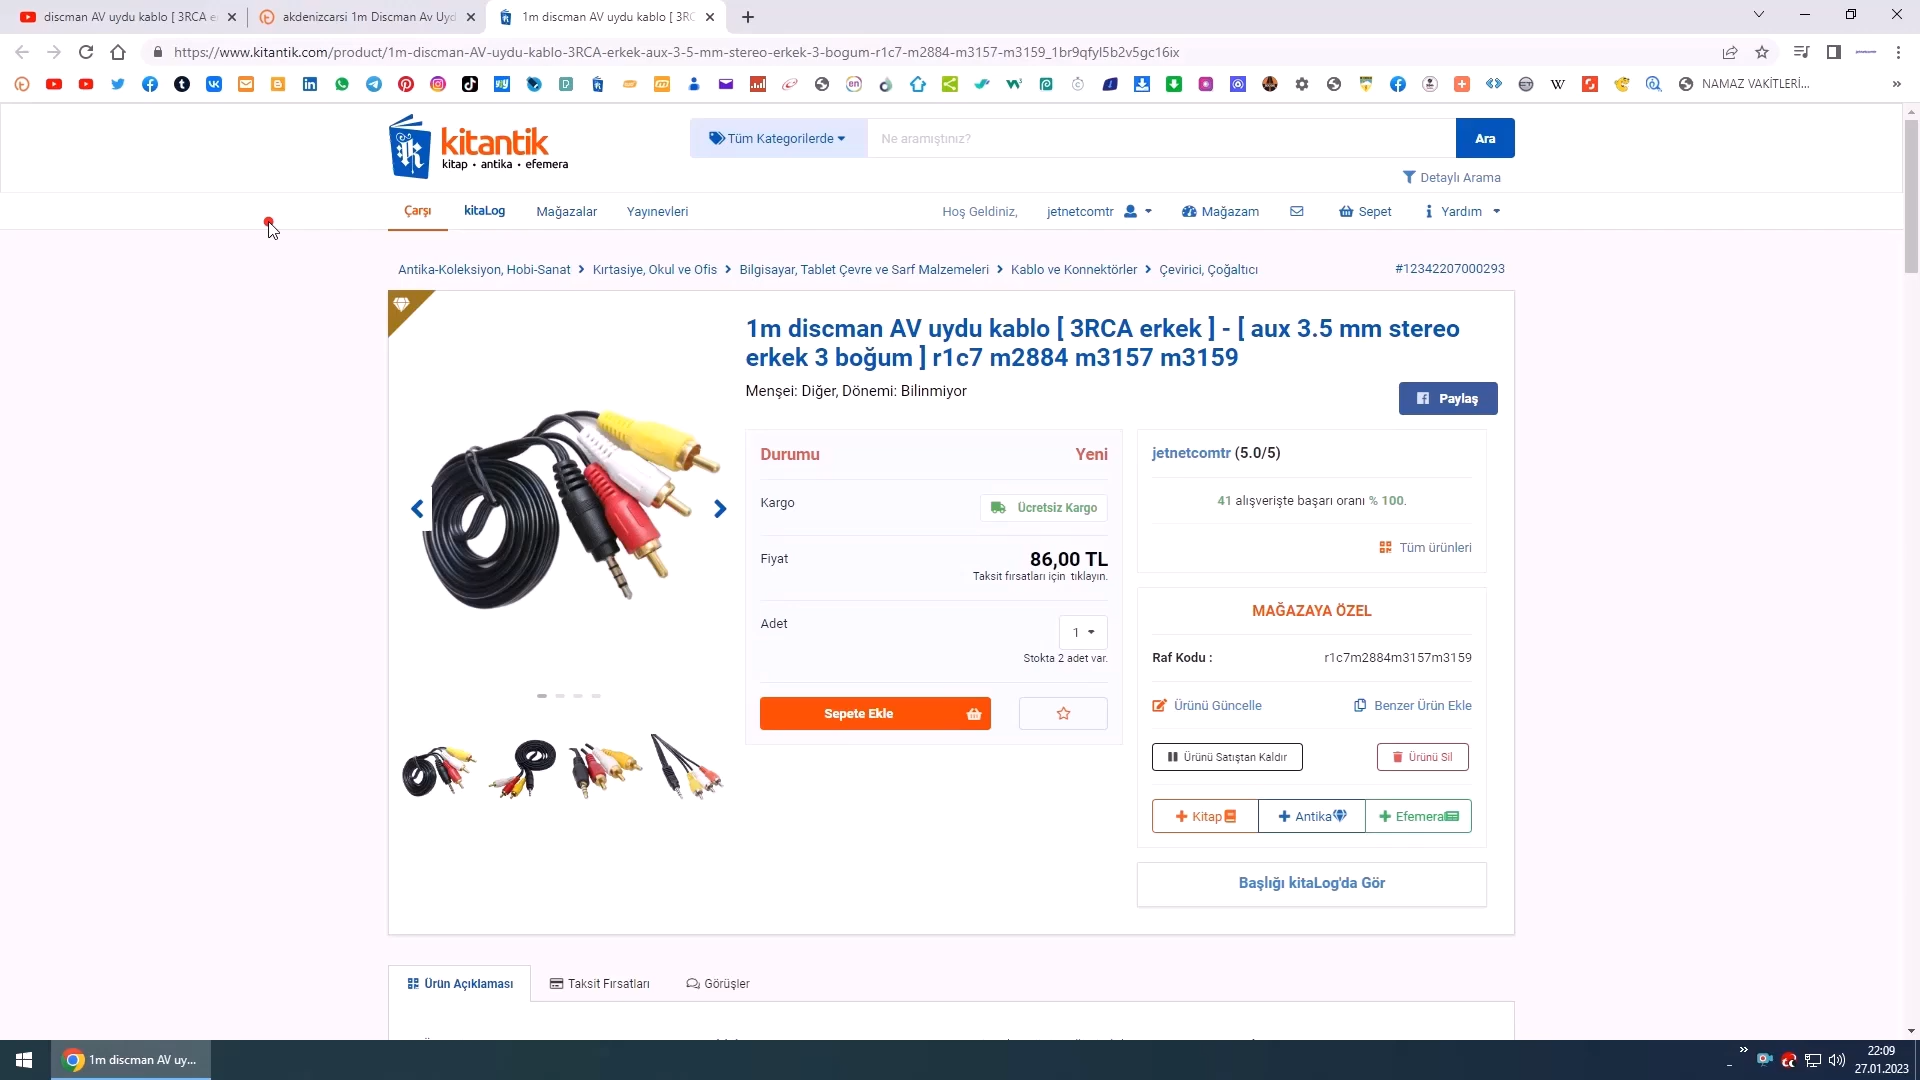 discman AV uydu kablo [ 3RCA e
akdenizcarsi 1m Discman Av Uyd
1m discman AV uydu kablo [ 3RC
https://www.kitantik.com/product/1m-discman-AV-uydu-kablo-3RCA-erkek-aux-3-5-mm-stereo-erkek-3-bogum-r1c7-m2884-m3157-m3159_1br9qfyl5b2v5gc16ix
NAMAZ VAKİTLERİ...
kitantik
kitap • antika • efemera
Tüm Kategorilerde
Ne aramıştınız?
Ara
Detaylı Arama
Çarşı
kitaLog
Mağazalar
Yayınevleri
Hoş Geldiniz,
jetnetcomtr
Mağazam
Sepet
Yardım
Antika-Koleksiyon, Hobi-Sanat > Kırtasiye, Okul ve Ofis > Bilgisayar, Tablet Çevre ve Sarf Malzemeleri > Kablo ve Konnektörler > Çevirici, Çoğaltıcı
#12342207000293
1m discman AV uydu kablo [ 3RCA erkek ] - [ aux 3.5 mm stereo
erkek 3 boğum ] r1c7 m2884 m3157 m3159
Menşei: Diğer, Dönemi: Bilinmiyor
Paylaş
Durumu
Yeni
Kargo
Ücretsiz Kargo
Fiyat
86,00 TL
Taksit fırsatları için tıklayın.
Adet
1
Stokta 2 adet var.
Sepete Ekle
jetnetcomtr (5.0/5)
41 alışverişte başarı oranı % 100.
Tüm ürünleri
MAĞAZAYA ÖZEL
Raf Kodu :
r1c7m2884m3157m3159
Ürünü Güncelle
Benzer Ürün Ekle
Ürünü Satıştan Kaldır
Ürünü Sil
Kitap
Antika
Efemera
Başlığı kitaLog'da Gör
Ürün Açıklaması
Taksit Fırsatları
Görüşler
1m discman AV uy...
22:09
27.01.2023